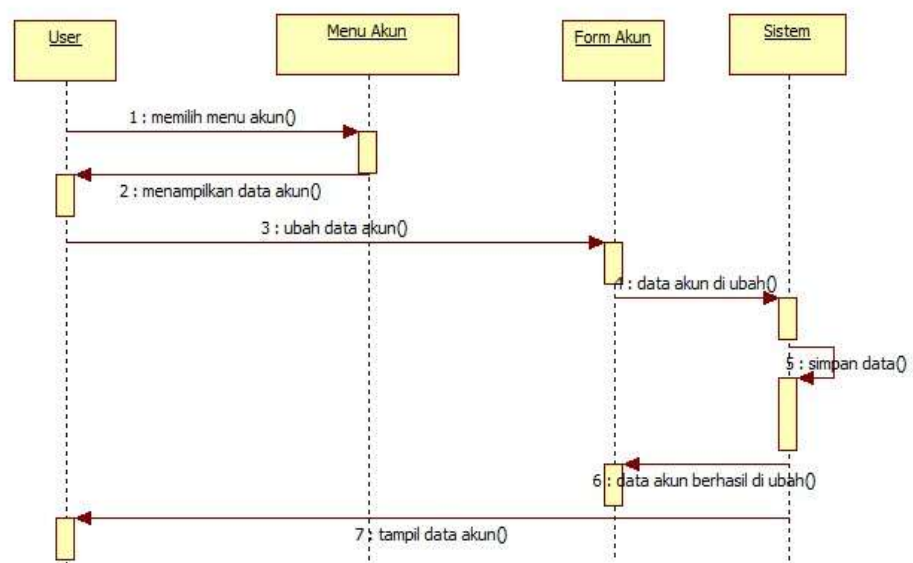 User
Menu Akun
Form Akun
Sistem
1 : memilih menu akun()
2 : menampilkan data akun()
3 : ubah data akun()
4 : data akun di ubah()
5 : simpan data()
6 : data akun berhasil di ubah()
7 : tampil data akun()